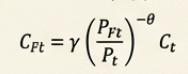 C_{Ft} = γ (P_{Ft} / P_t)^{-θ} C_t